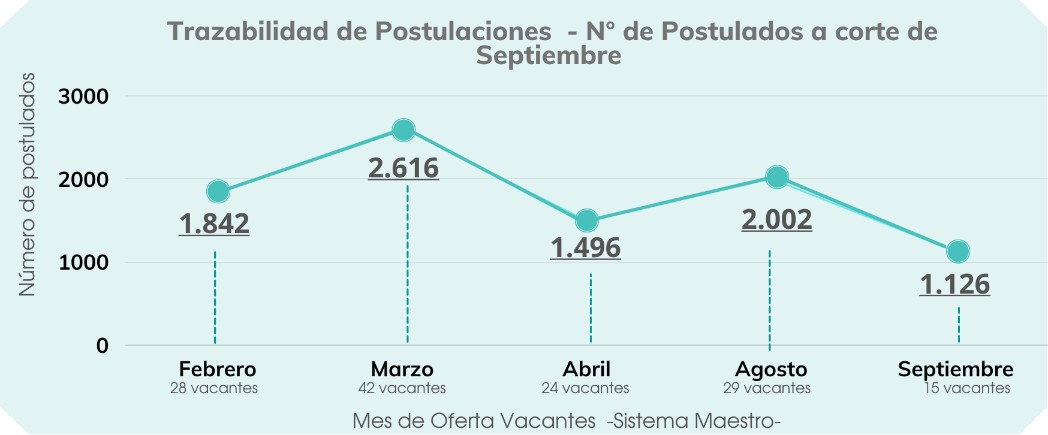 Trazabilidad de Postulaciones - N° de Postulados a corte de
Septiembre
Número de postulados
3000
2000
1000
0
1.842
2.616
1.496
2.002
1.126
Febrero
28 vacantes
Marzo
42 vacantes
Abril
24 vacantes
Agosto
29 vacantes
Septiembre
15 vacantes
Mes de Oferta Vacantes -Sistema Maestro-